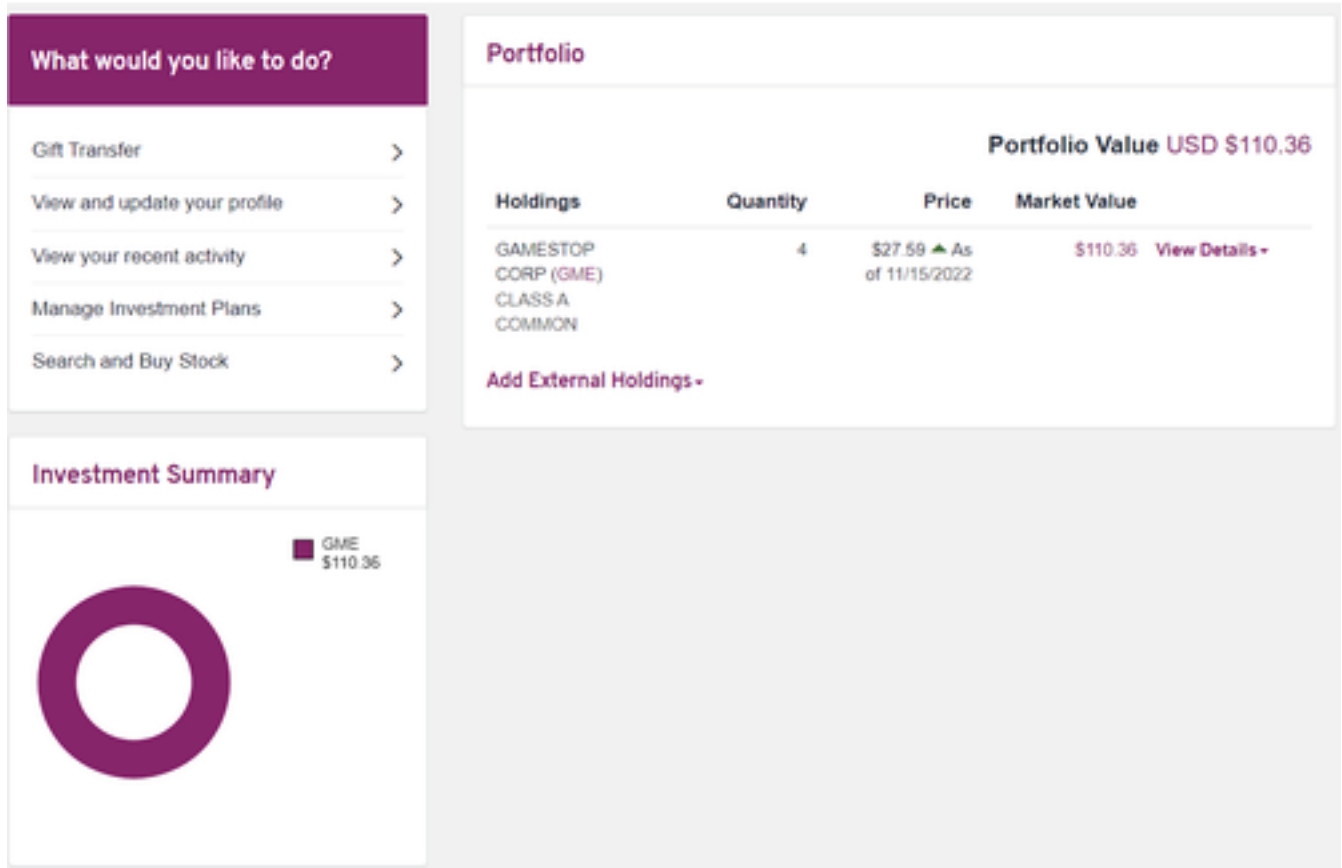 What would you like to do?
Gift Transfer
View and update your profile
View your recent activity
Manage Investment Plans
Search and Buy Stock
Portfolio
Portfolio Value USD $110.36
Holdings Quantity Price Market Value
GAMESTOP 4 $27.59 As $110.36 View Details
CORP (GME) of 11/15/2022
CLASS A
COMMON
Add External Holdings
Investment Summary
GME
$110.36